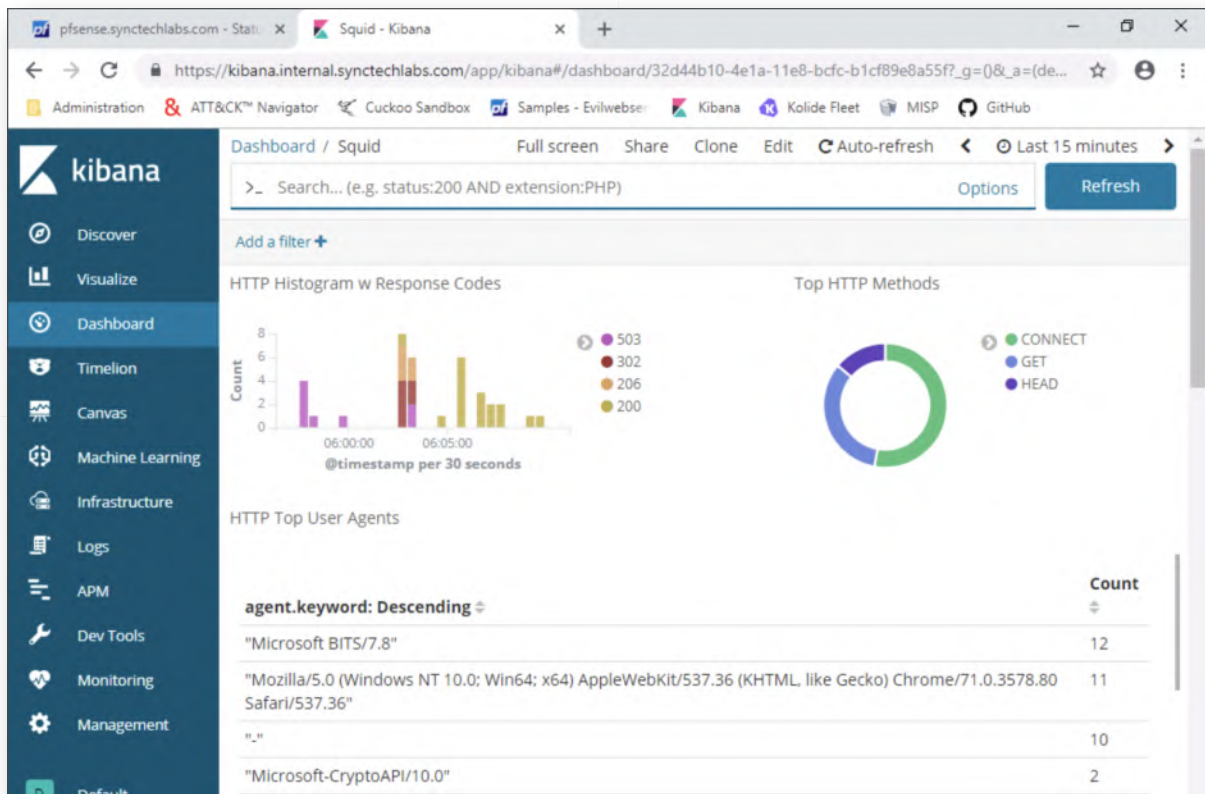 pfsense.synctechlabs.com - Statu
Squid - Kibana
https://kibana.internal.synctechlabs.com/app/kibana#/dashboard/32d44b10-4e1a-11e8-bcfc-b1cf89e8a55f?_g=()&_a=(de...
Administration ATT&CK™ Navigator Cuckoo Sandbox Samples - Evilwebser Kibana Kolide Fleet MISP GitHub
kibana
Discover
Visualize
Dashboard
Timelion
Canvas
Machine Learning
Infrastructure
Logs
APM
Dev Tools
Monitoring
Management
Default
Dashboard / Squid Full screen Share Clone Edit Auto-refresh Last 15 minutes
>_ Search... (e.g. status:200 AND extension:PHP) Options Refresh
Add a filter +
HTTP Histogram w Response Codes
Count
8
6
4
2
0
06:00:00 06:05:00
@timestamp per 30 seconds
503
302
206
200
Top HTTP Methods
CONNECT
GET
HEAD
HTTP Top User Agents
agent.keyword: Descending Count
"Microsoft BITS/7.8" 12
"Mozilla/5.0 (Windows NT 10.0; Win64; x64) AppleWebKit/537.36 (KHTML, like Gecko) Chrome/71.0.3578.80 11
Safari/537.36"
"-" 10
"Microsoft-CryptoAPI/10.0" 2